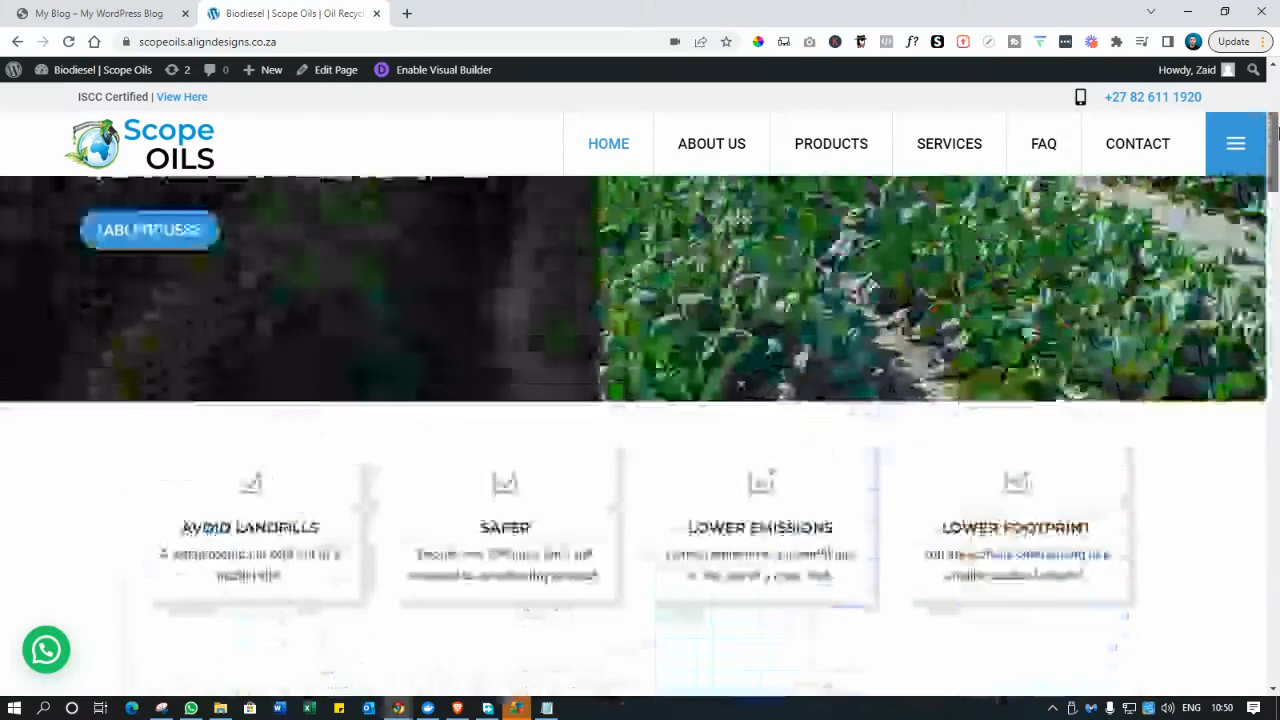 My Blog – My WordPress Blog
Biodiesel | Scope Oils | Oil Recycl
scopeoils.aligndesigns.co.za
Update
Biodiesel | Scope Oils
2
0
New
Edit Page
Enable Visual Builder
Howdy, Zaid
ISCC Certified | View Here
+27 82 611 1920
Scope
OILS
HOME
ABOUT US
PRODUCTS
SERVICES
FAQ
CONTACT
ABOUT US
AVOID LANDFILLS
SAFER
LOWER EMISSIONS
LOWER FOOTPRINT
ENG
10:50